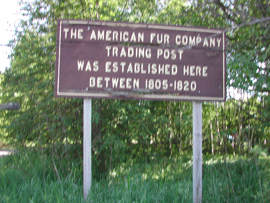 THE AMERICAN FUR COMPANY
TRADING POST
WAS ESTABLISHED HERE
BETWEEN 1805-1820.